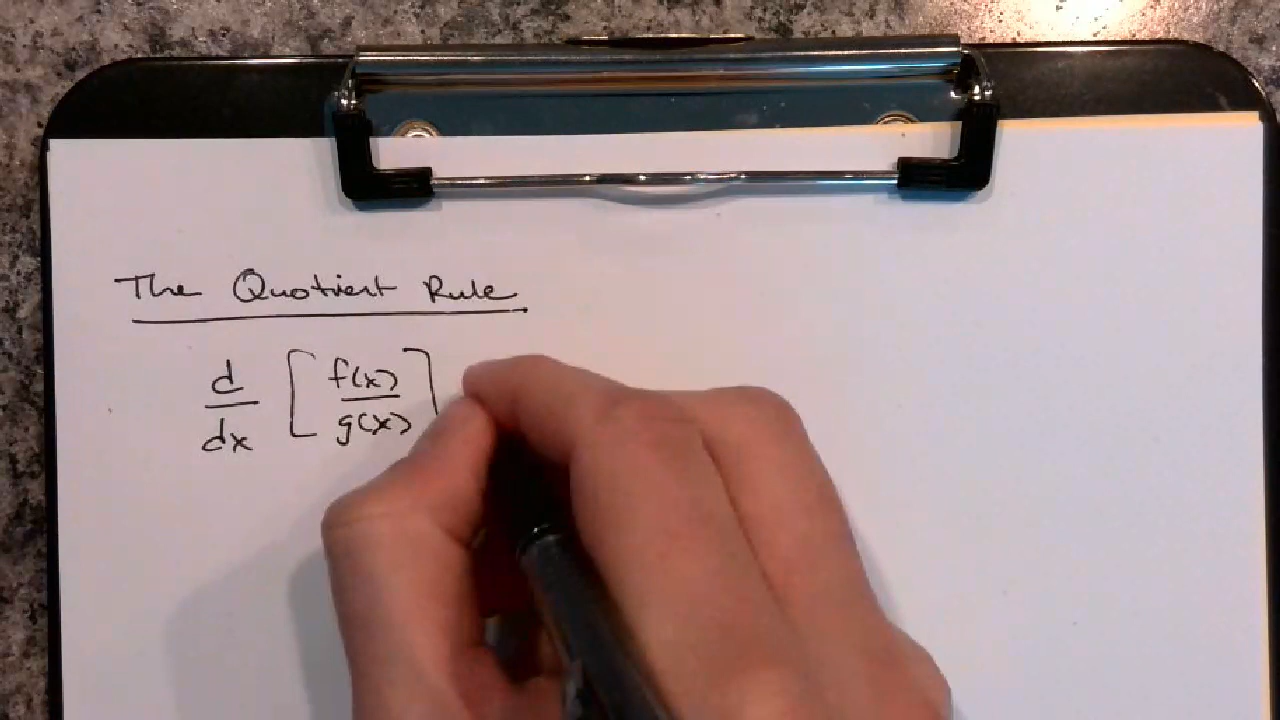 The Quotient Rule
d/dx [ f(x)/g(x) ]